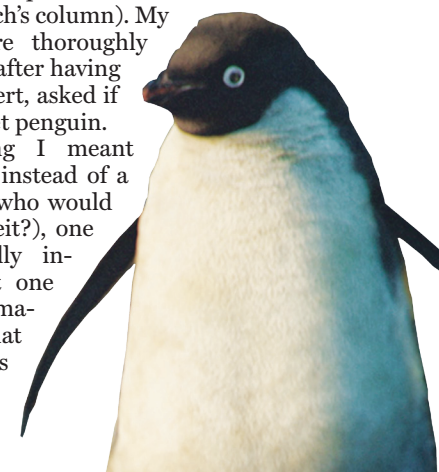 ch's column). My
re thoroughly
after having
ert, asked if
t penguin.
ng I meant
instead of a
who would
eit?), one
lly in-
t one
ma-
at
s